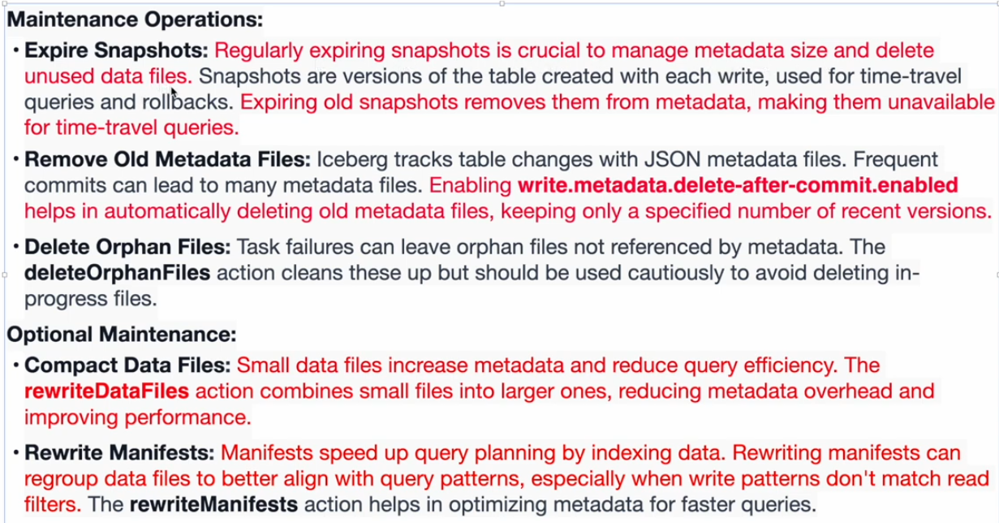 Maintenance Operations:
• Expire Snapshots: Regularly expiring snapshots is crucial to manage metadata size and delete
unused data files. Snapshots are versions of the table created with each write, used for time-travel
queries and rollbacks. Expiring old snapshots removes them from metadata, making them unavailable
for time-travel queries.
• Remove Old Metadata Files: Iceberg tracks table changes with JSON metadata files. Frequent
commits can lead to many metadata files. Enabling write.metadata.delete-after-commit.enabled
helps in automatically deleting old metadata files, keeping only a specified number of recent versions.
• Delete Orphan Files: Task failures can leave orphan files not referenced by metadata. The
deleteOrphanFiles action cleans these up but should be used cautiously to avoid deleting in-
progress files.
Optional Maintenance:
• Compact Data Files: Small data files increase metadata and reduce query efficiency. The
rewriteDataFiles action combines small files into larger ones, reducing metadata overhead and
improving performance.
• Rewrite Manifests: Manifests speed up query planning by indexing data. Rewriting manifests can
regroup data files to better align with query patterns, especially when write patterns don't match read
filters. The rewriteManifests action helps in optimizing metadata for faster queries.